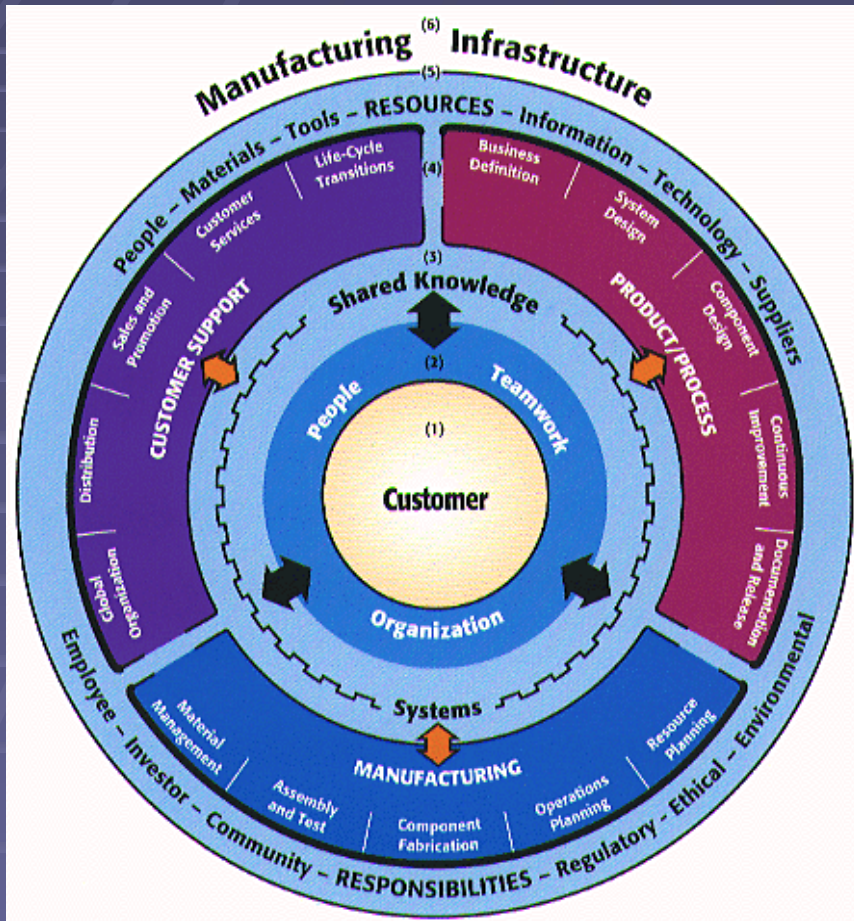 (6)
Manufacturing Infrastructure
(5)
People – Materials – Tools – RESOURCES – Information – Technology – Suppliers
(4)
Life-Cycle
Transitions
Customer
Services
Sales and
Promotion
Distribution
Global
Organization
CUSTOMER SUPPORT
Business
Definition
System
Design
Component
Design
Continuous
Improvement
Documentation
and Release
PRODUCT/PROCESS
(3)
Shared Knowledge
(2)
People
Teamwork
(1)
Customer
Organization
Systems
MANUFACTURING
Material
Management
Assembly
and Test
Component
Fabrication
Operations
Planning
Resource
Planning
Employee – Investor – Community – RESPONSIBILITIES – Regulatory - Ethical – Environmental